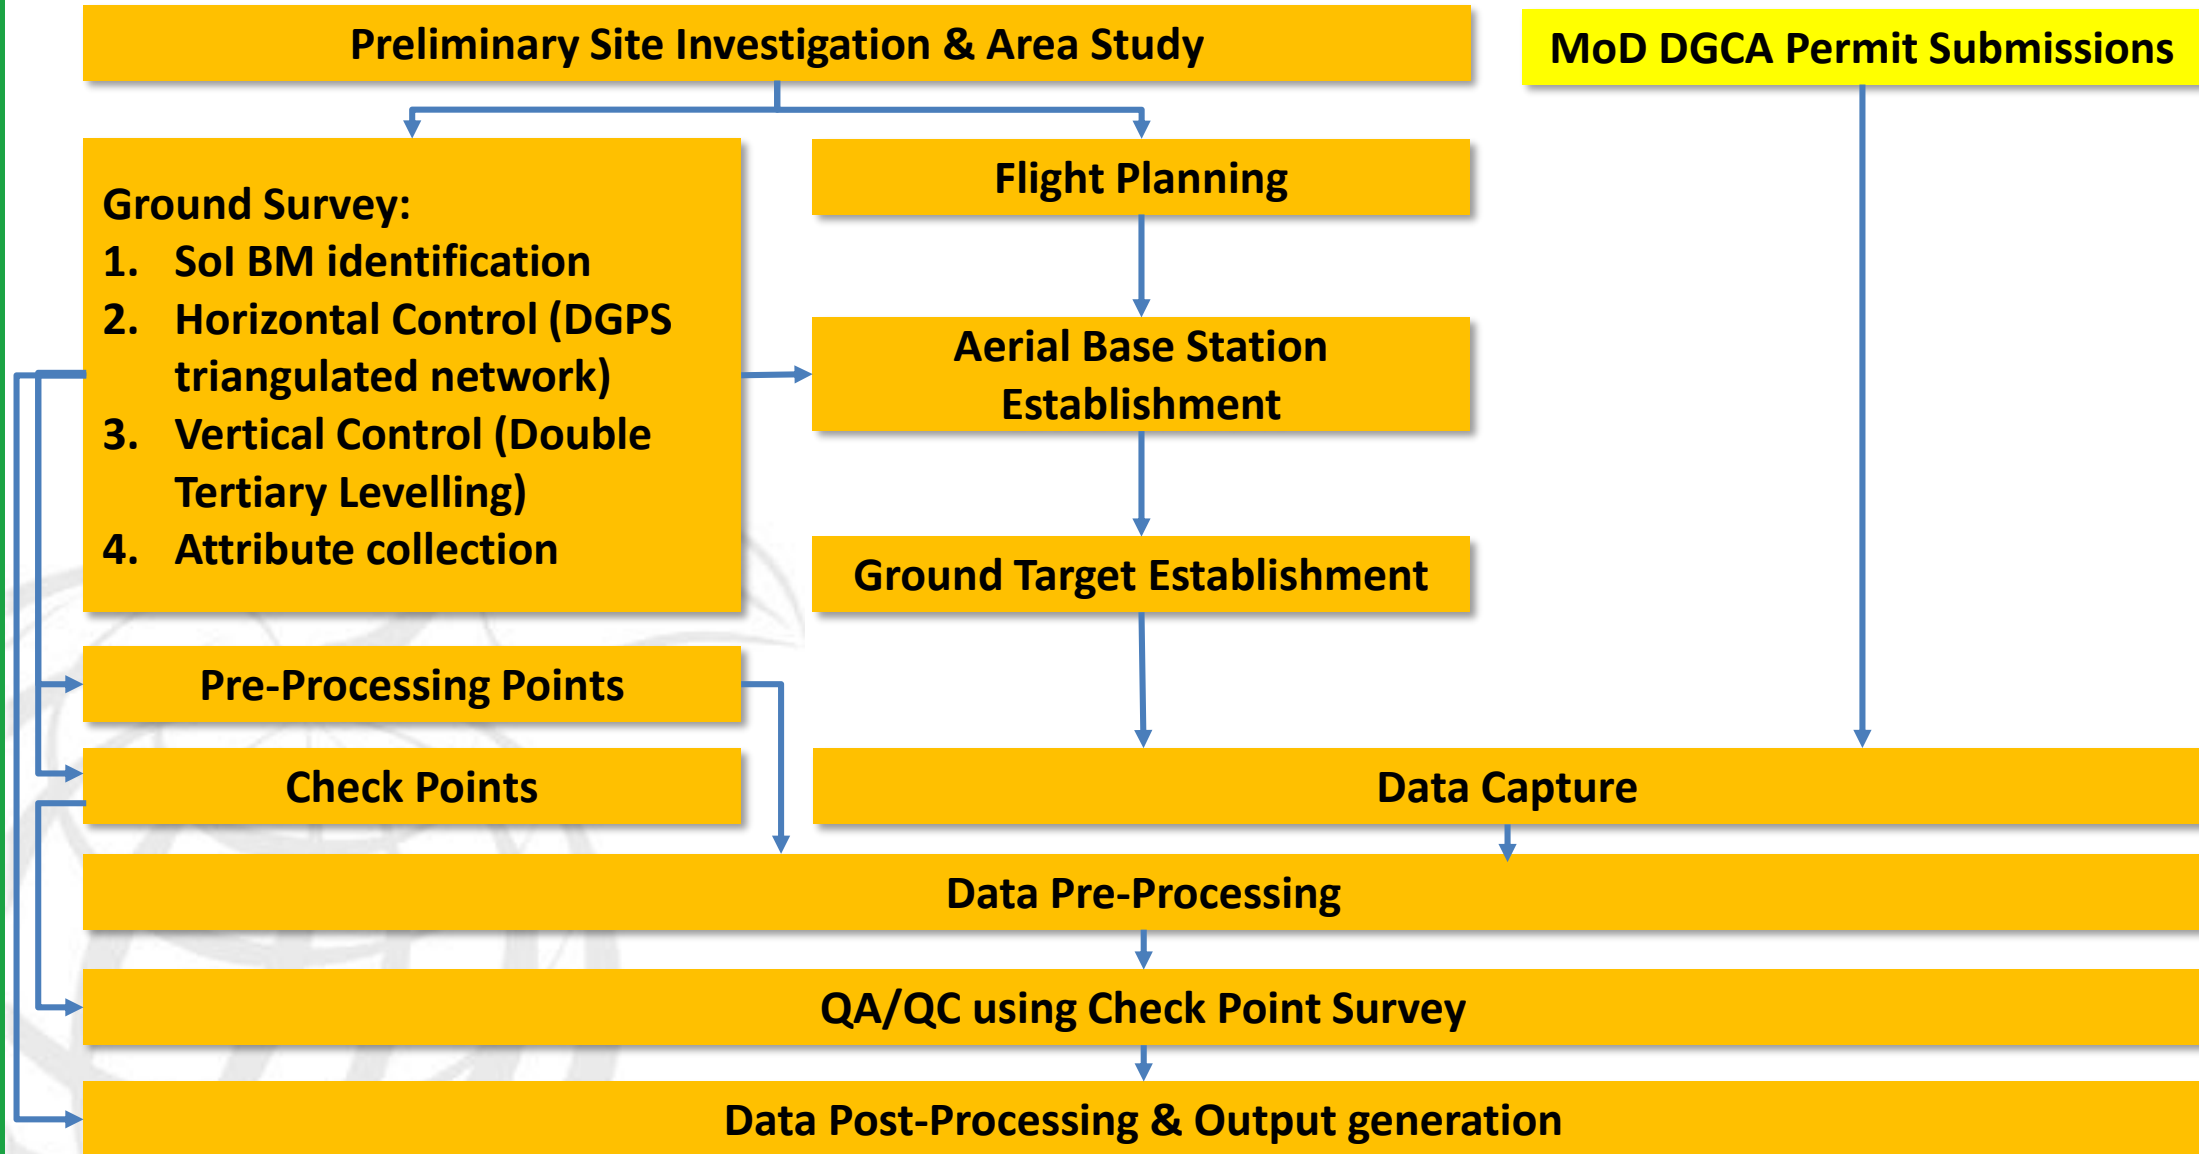 Preliminary Site Investigation & Area Study
MoD DGCA Permit Submissions
Ground Survey:
1. SoI BM identification
2. Horizontal Control (DGPS
triangulated network)
3. Vertical Control (Double
Tertiary Levelling)
4. Attribute collection
Flight Planning
Aerial Base Station
Establishment
Ground Target Establishment
Pre-Processing Points
Check Points
Data Capture
Data Pre-Processing
QA/QC using Check Point Survey
Data Post-Processing & Output generation